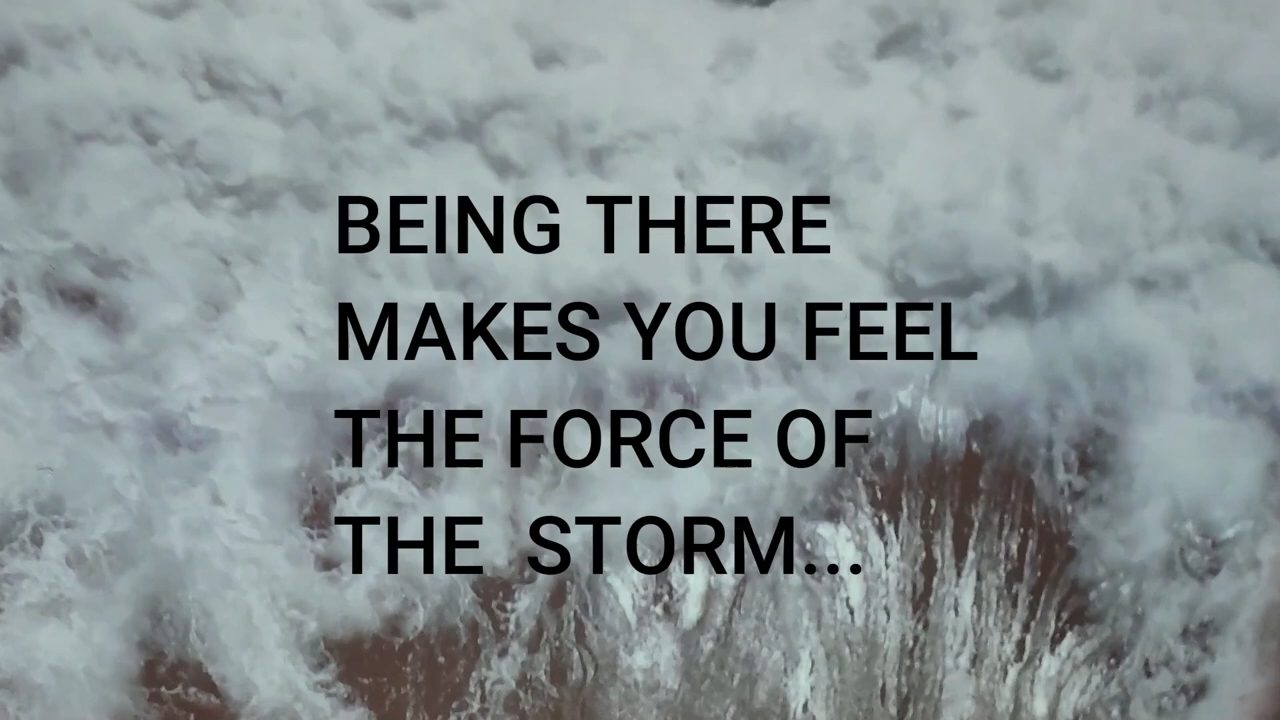 BEING THERE
MAKES YOU FEEL
THE FORCE OF
THE  STORM...